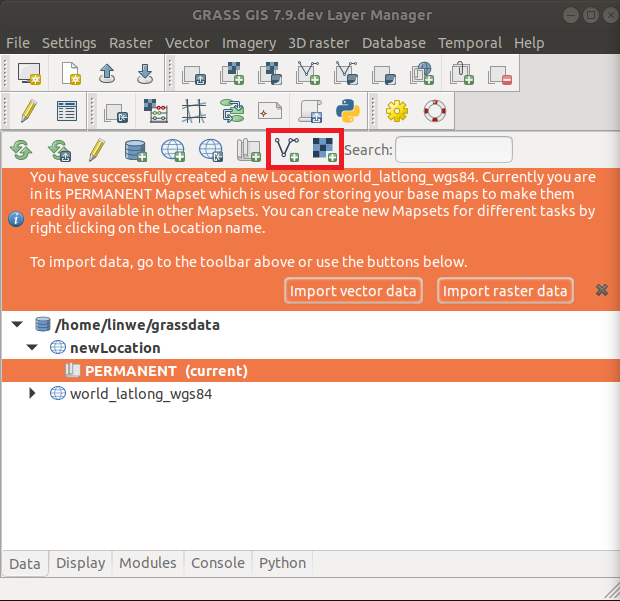 GRASS GIS 7.9.dev Layer Manager
File Settings Raster Vector Imagery 3D raster Database Temporal Help
Search:
You have successfully created a new Location world_latlong_wgs84. Currently you are
in its PERMANENT Mapset which is used for storing your base maps to make them
readily available in other Mapsets. You can create new Mapsets for different tasks by
right clicking on the Location name.
To import data, go to the toolbar above or use the buttons below.
Import vector data Import raster data
/home/linwe/grassdata
newLocation
PERMANENT (current)
world_latlong_wgs84
Data Display Modules Console Python